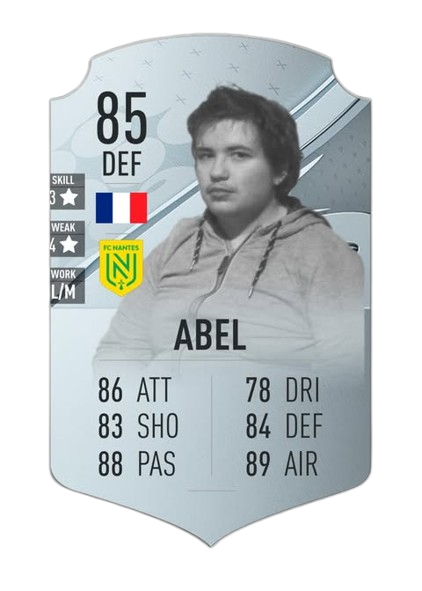 85
DEF
SKILL
3 ★
WEAK
4 ★
WORK
L/M
FC NANTES
N
ABEL
86 ATT 78 DRI
83 SHO 84 DEF
88 PAS 89 AIR